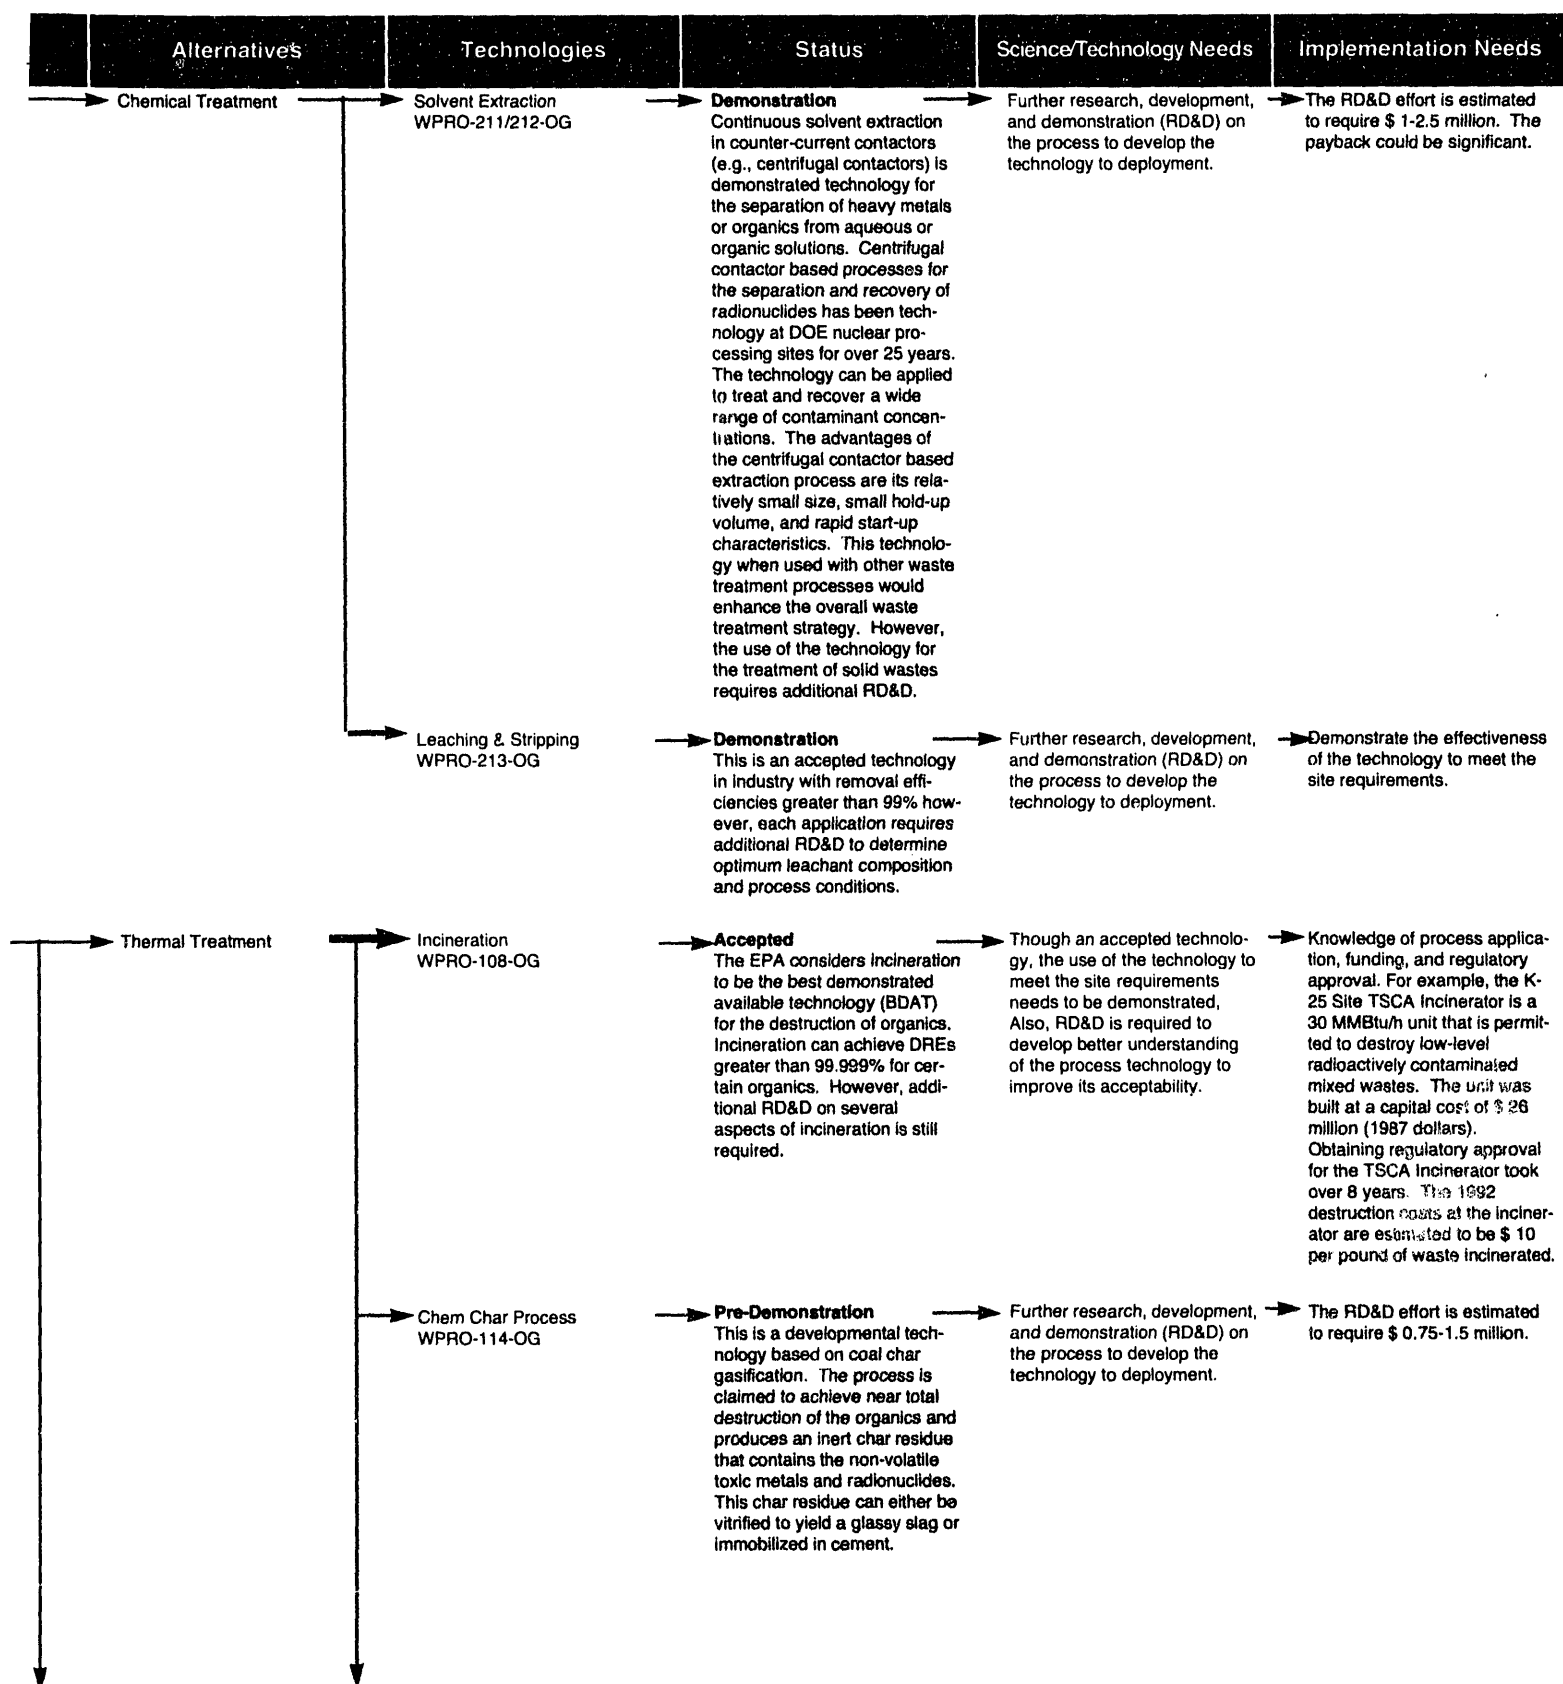 Alternatives
Technologies
Status
Science/Technology Needs
Implementation Needs
Chemical Treatment
Solvent Extraction
WPRO-211/212-OG
Demonstration
Continuous solvent extraction
in counter-current contactors
(e.g., centrifugal contactors) is
demonstrated technology for
the separation of heavy metals
or organics from aqueous or
organic solutions. Centrifugal
contactor based processes for
the separation and recovery of
radionuclides has been tech-
nology at DOE nuclear pro-
cessing sites for over 25 years.
The technology can be applied
to treat and recover a wide
range of contaminant concen-
trations. The advantages of
the centrifugal contactor based
extraction process are its rela-
tively small size, small hold-up
volume, and rapid start-up
characteristics. This technolo-
gy when used with other waste
treatment processes would
enhance the overall waste
treatment strategy. However,
the use of the technology for
the treatment of solid wastes
requires additional RD&D.
Further research, development,
and demonstration (RD&D) on
the process to develop the
technology to deployment.
The RD&D effort is estimated
to require $ 1-2.5 million. The
payback could be significant.
Leaching & Stripping
WPRO-213-OG
Demonstration
This is an accepted technology
in industry with removal effi-
ciencies greater than 99% how-
ever, each application requires
additional RD&D to determine
optimum leachant composition
and process conditions.
Further research, development,
and demonstration (RD&D) on
the process to develop the
technology to deployment.
Demonstrate the effectiveness
of the technology to meet the
site requirements.
Thermal Treatment
Incineration
WPRO-108-OG
Accepted
The EPA considers incineration
to be the best demonstrated
available technology (BDAT)
for the destruction of organics.
Incineration can achieve DREs
greater than 99.999% for cer-
tain organics. However, addi-
tional RD&D on several
aspects of incineration is still
required.
Though an accepted technolo-
gy, the use of the technology to
meet the site requirements
needs to be demonstrated,
Also, RD&D is required to
develop better understanding
of the process technology to
improve its acceptability.
Knowledge of process applica-
tion, funding, and regulatory
approval. For example, the K-
25 Site TSCA Incinerator is a
30 MMBtu/h unit that is permit-
ted to destroy low-level
radioactively contaminated
mixed wastes. The unit was
built at a capital cost of $ 26
million (1987 dollars).
Obtaining regulatory approval
for the TSCA Incinerator took
over 8 years. The 1992
destruction costs at the inciner-
ator are estimated to be $ 10
per pound of waste incinerated.
Chem Char Process
WPRO-114-OG
Pre-Demonstration
This is a developmental tech-
nology based on coal char
gasification. The process is
claimed to achieve near total
destruction of the organics and
produces an inert char residue
that contains the non-volatile
toxic metals and radionuclides.
This char residue can either be
vitrified to yield a glassy slag or
immobilized in cement.
Further research, development,
and demonstration (RD&D) on
the process to develop the
technology to deployment.
The RD&D effort is estimated
to require $ 0.75-1.5 million.